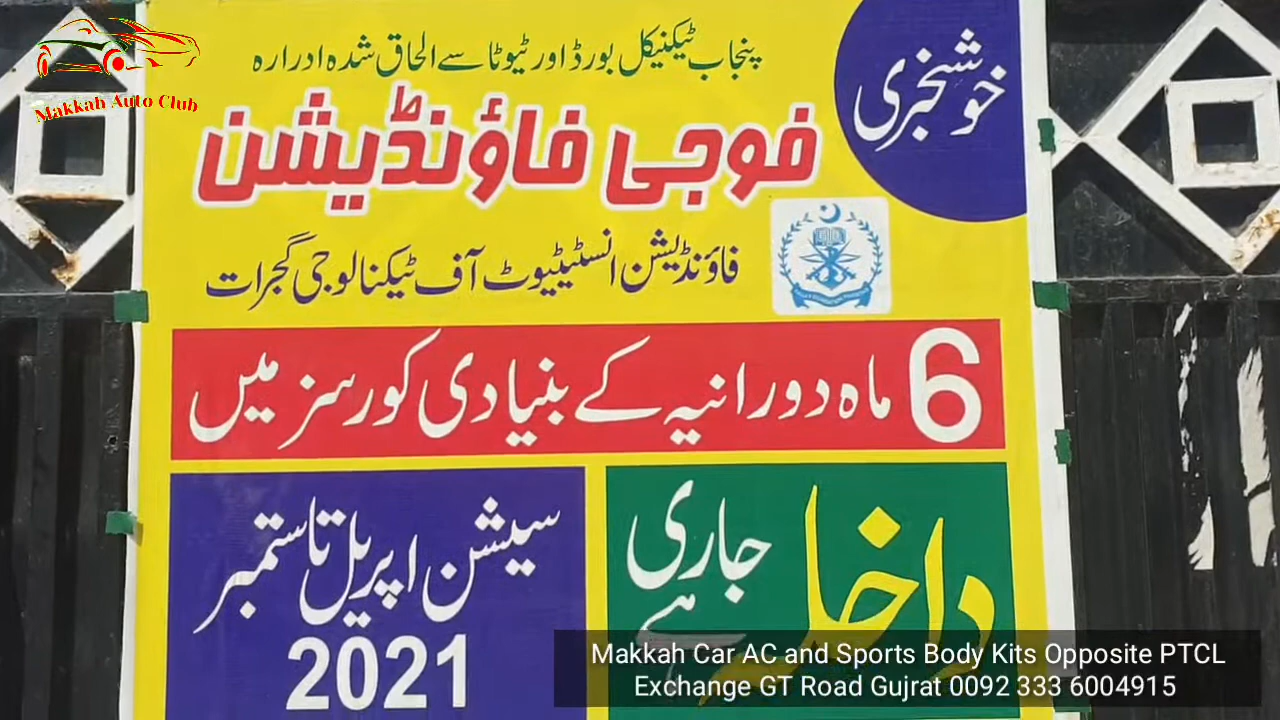 Makkah Auto Club
خوشخبری
پنجاب ٹیکنیکل بورڈ اور ٹیوٹا سے الحاق شدہ ادرارہ
فوجی فاؤنڈیشن
فاؤنڈیشن انسٹیٹیوٹ آف ٹیکنالوجی گجرات
6 ماہ دورانیہ کے بنیادی کورسز میں
داخلہ جاری ہے
سیشن اپریل تا ستمبر
2021
Makkah Car AC and Sports Body Kits Opposite PTCL
Exchange GT Road Gujrat 0092 333 6004915